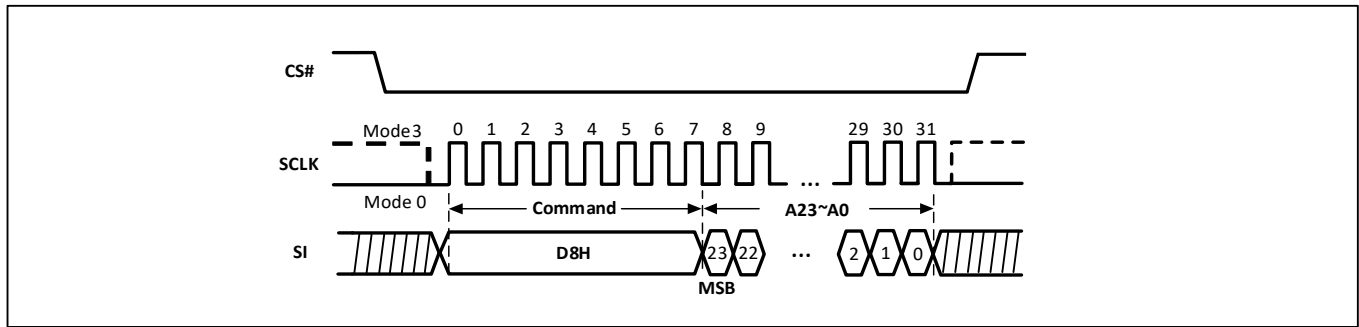 CS#
Mode3 0 1 2 3 4 5 6 7 8 9 29 30 31
SCLK
...
Mode 0 Command A23~A0
SI D8H 23 22 ... 2 1 0
MSB